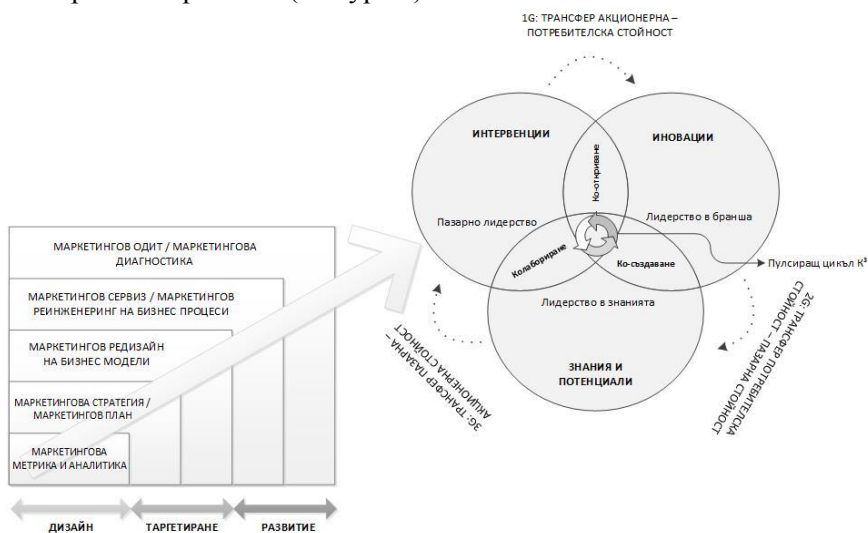 1G: ТРАНСФЕР АКЦИОНЕРНА –
ПОТРЕБИТЕЛСКА СТОЙНОСТ
ИНТЕРВЕНЦИИ
ИНОВАЦИИ
Ко-откриване
Пазарно лидерство
Лидерство в бранша
Колабориране
Ко-създаване
Пулсиращ цикъл К³
Лидерство в знанията
ЗНАНИЯ И
ПОТЕНЦИАЛИ
2G: ТРАНСФЕР ПОТРЕБИТЕЛСКА
СТОЙНОСТ – ПАЗАРНА СТОЙНОСТ
3G: ТРАНСФЕР ПАЗАРНА –
АКЦИОНЕРНА СТОЙНОСТ
МАРКЕТИНГОВ ОДИТ / МАРКЕТИНГОВА
ДИАГНОСТИКА
МАРКЕТИНГОВ СЕРВИЗ / МАРКЕТИНГОВ
РЕИНЖЕНЕРИНГ НА БИЗНЕС ПРОЦЕСИ
МАРКЕТИНГОВ РЕДИЗАЙН
НА БИЗНЕС МОДЕЛИ
МАРКЕТИНГОВА СТРАТЕГИЯ /
МАРКЕТИНГОВ ПЛАН
МАРКЕТИНГОВА
МЕТРИКА И АНАЛИТИКА
ДИЗАЙН
ТАРГЕТИРАНЕ
РАЗВИТИЕ